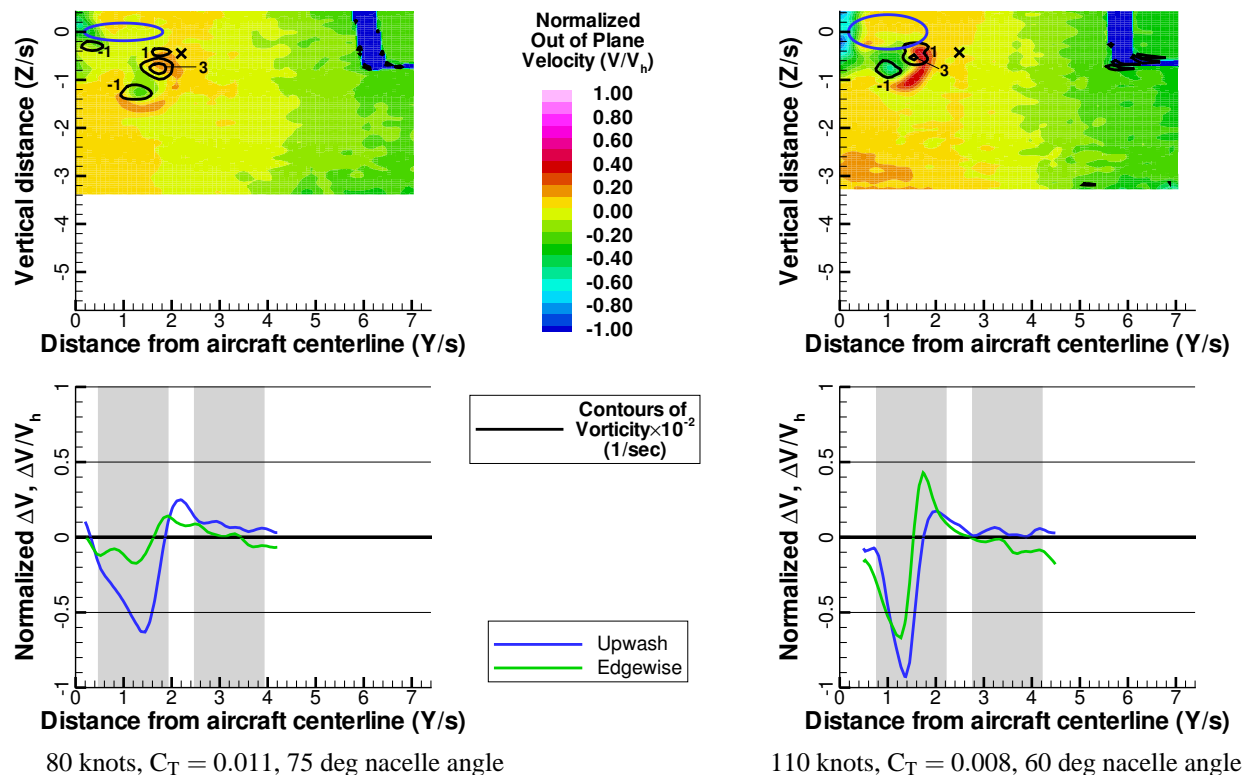 0
-1
-2
-3
-4
-5
Vertical distance (Z/s)
-1
1
3
-1
0 1 2 3 4 5 6 7
Distance from aircraft centerline (Y/s)
Normalized
Out of Plane
Velocity (V/Vh)
1.00
0.80
0.60
0.40
0.20
0.00
-0.20
-0.40
-0.60
-0.80
-1.00
0
-1
-2
-3
-4
-5
Vertical distance (Z/s)
1
3
-1
0 1 2 3 4 5 6 7
Distance from aircraft centerline (Y/s)
1
0.5
0
-0.5
-1
Normalized ΔV, ΔV/Vh
0 1 2 3 4 5 6 7
Distance from aircraft centerline (Y/s)
Contours of
Vorticity×10-2
(1/sec)
Upwash
Edgewise
1
0.5
0
-0.5
-1
Normalized ΔV, ΔV/Vh
0 1 2 3 4 5 6 7
Distance from aircraft centerline (Y/s)
80 knots, CT = 0.011, 75 deg nacelle angle
110 knots, CT = 0.008, 60 deg nacelle angle